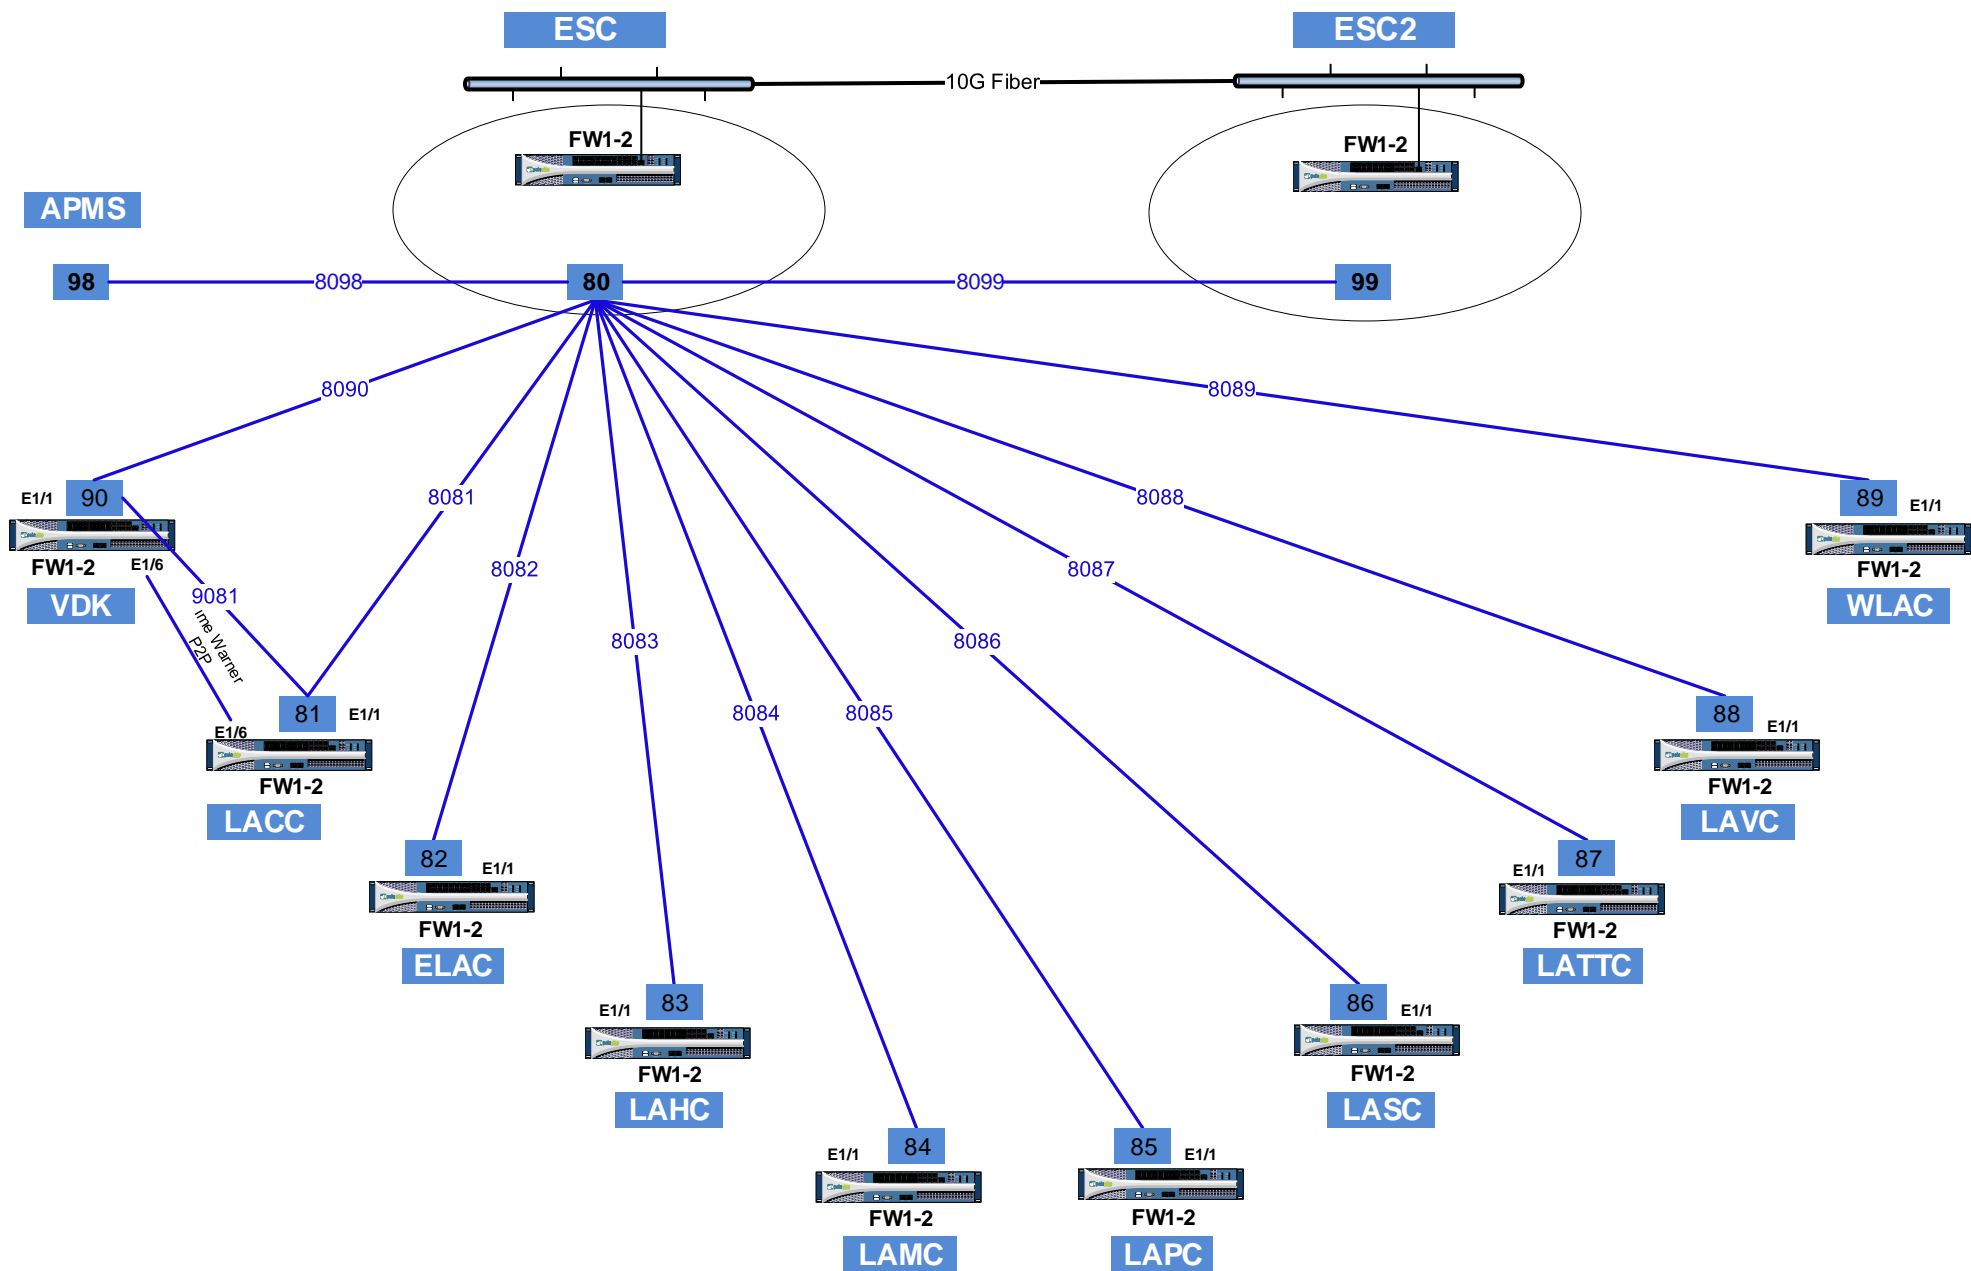 ESC
ESC2
10G Fiber
FW1-2
FW1-2
APMS
98
8098
80
8099
99
8090
8089
90
E1/1
8081
8088
89
E1/1
FW1-2
E1/6
8082
8087
FW1-2
VDK
9081
WLAC
ime Warner
P2P
8083
8086
81
E1/1
8084
8085
88
E1/1
E1/6
FW1-2
FW1-2
LACC
LAVC
82
E1/1
87
E1/1
FW1-2
FW1-2
ELAC
LATTC
83
E1/1
86
E1/1
FW1-2
FW1-2
LAHC
LASC
84
E1/1
85
E1/1
FW1-2
FW1-2
LAMC
LAPC